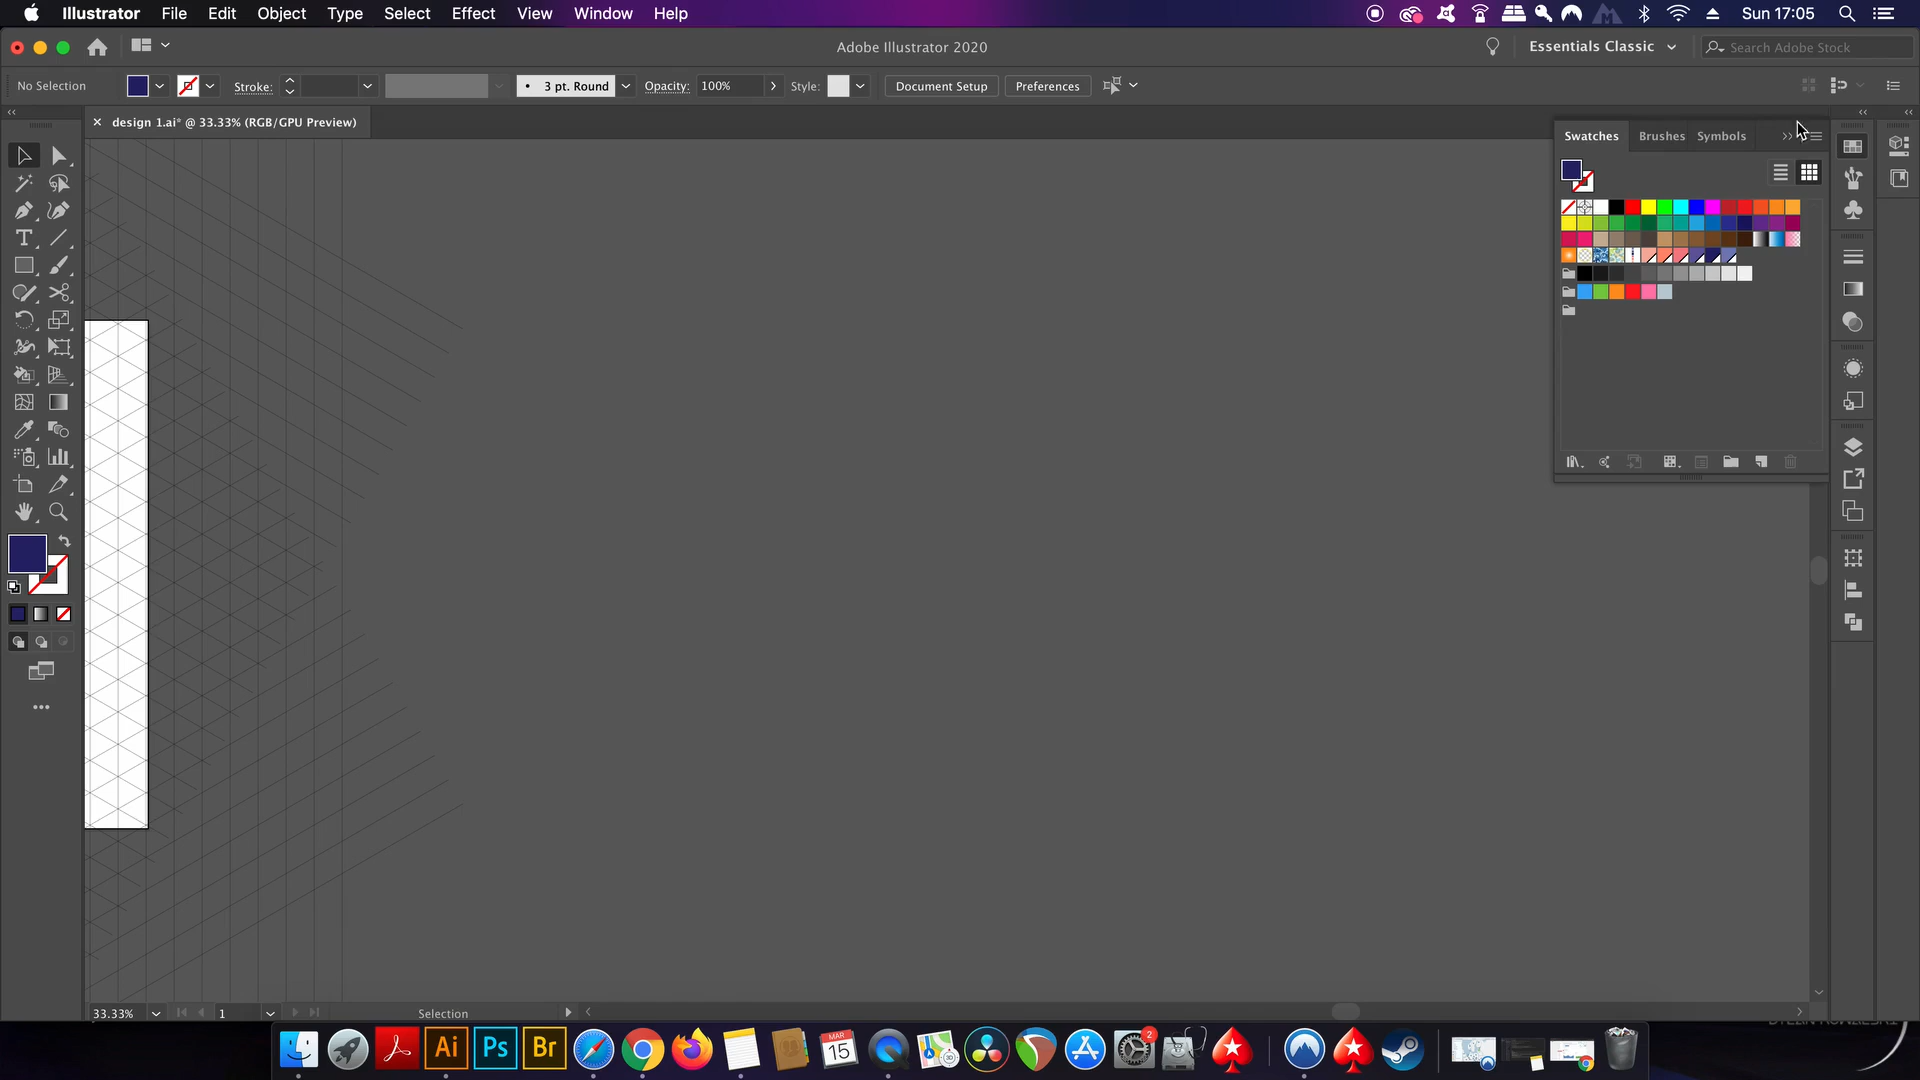 Illustrator File Edit Object Type Select Effect View Window Help
Sun 17:05
Adobe Illustrator 2020
Essentials Classic
Search Adobe Stock
No Selection
Stroke:
3 pt. Round
Opacity: 100%
Style:
Document Setup
Preferences
design 1.ai* @ 33.33% (RGB/GPU Preview)
Swatches Brushes Symbols
33.33%
1
Selection
Ai
Ps
Br
MAR
15
2